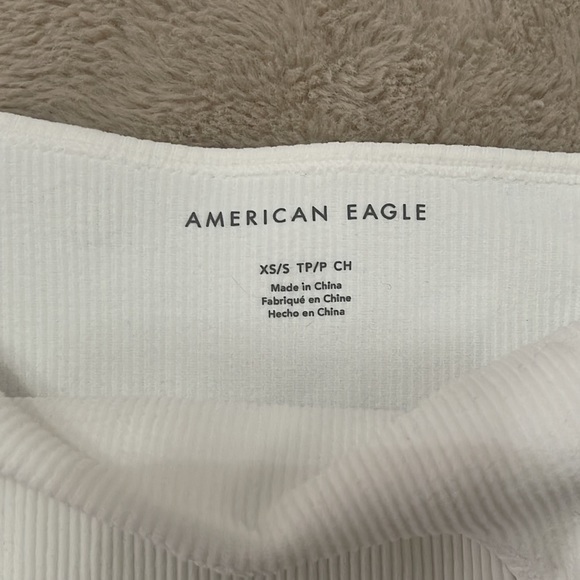 AMERICAN EAGLE
XS/S TP/P CH
Made in China
Fabriqué en Chine
Hecho en China